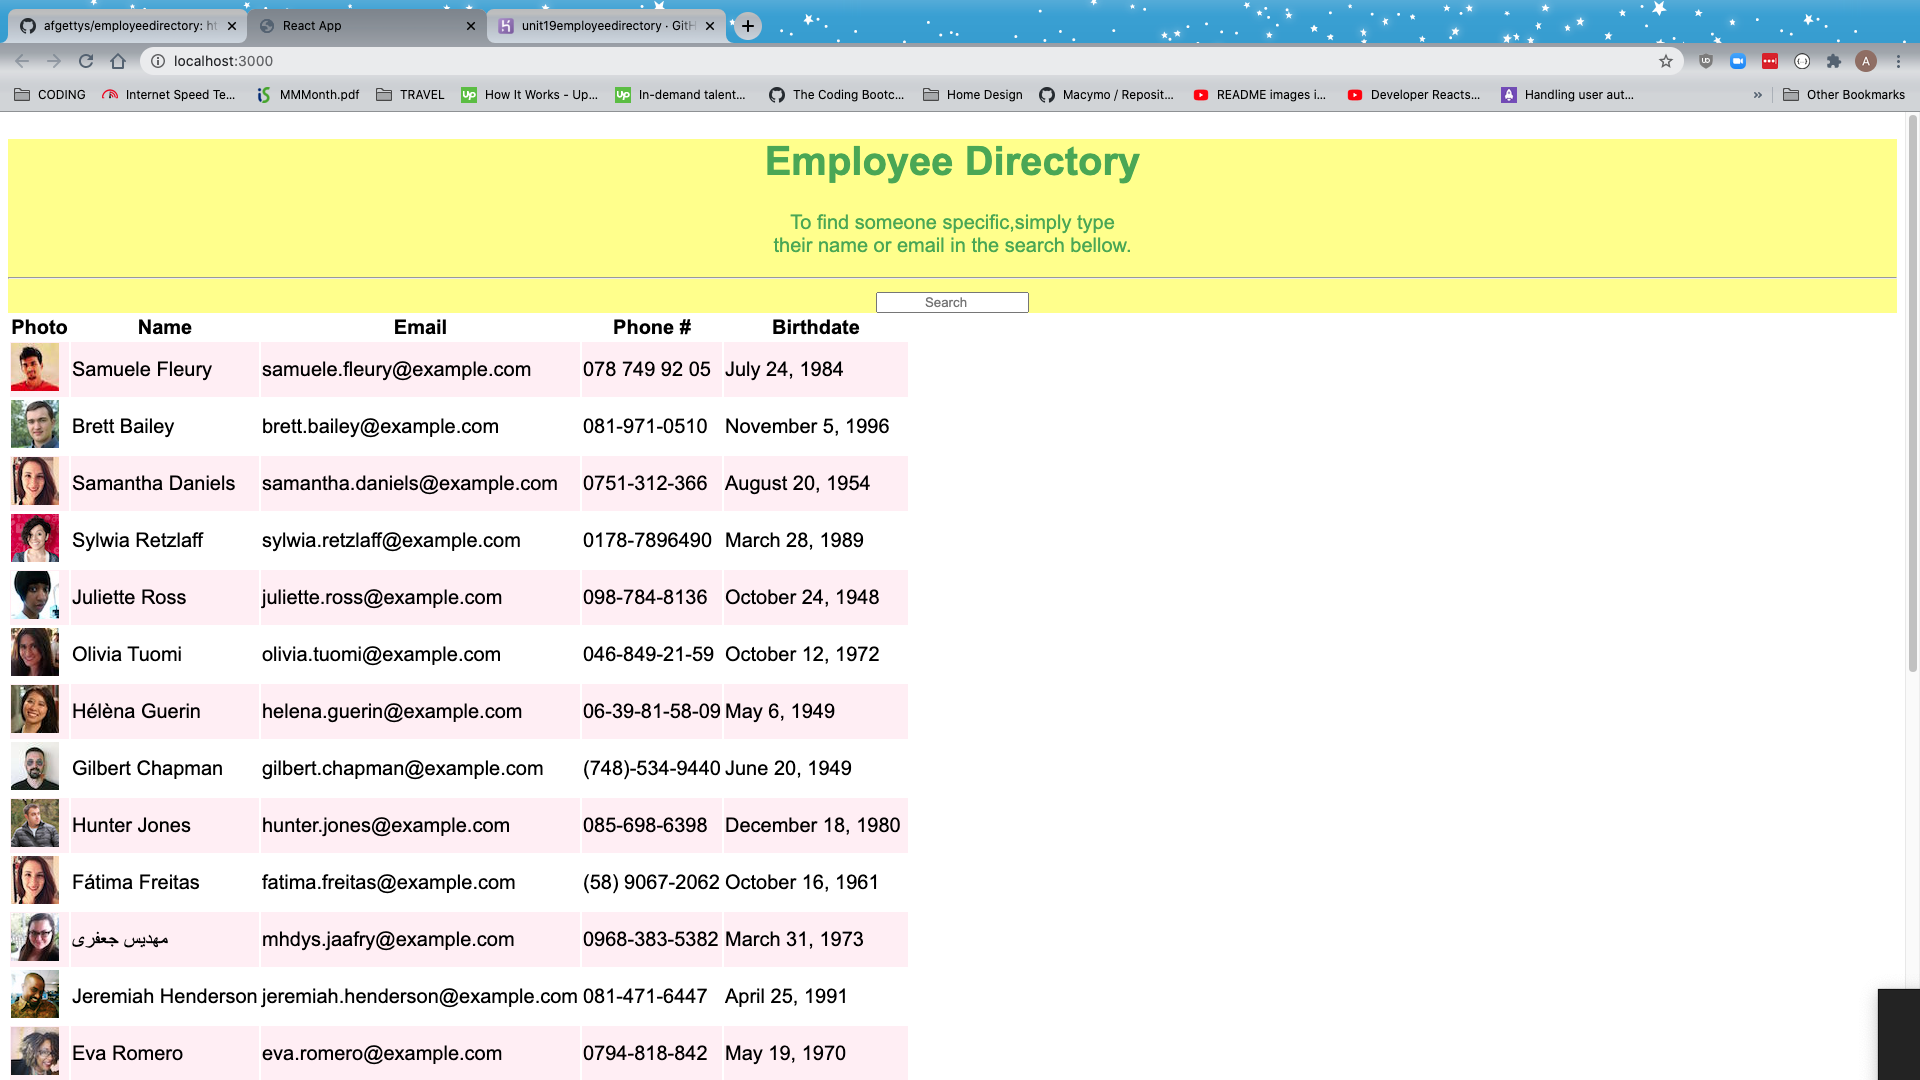 afgettys/employeedirectory: ht
React App
unit19employeedirectory · GitH
localhost:3000
A
CODING
Internet Speed Te...
MMMonth.pdf
TRAVEL
How It Works - Up...
In-demand talent...
The Coding Bootc...
Home Design
Macymo / Reposit...
README images i...
Developer Reacts...
Handling user aut...
»
Other Bookmarks
Employee Directory
To find someone specific,simply type
their name or email in the search bellow.
Search
Photo Name Email Phone # Birthdate
Samuele Fleury samuele.fleury@example.com 078 749 92 05 July 24, 1984
Brett Bailey brett.bailey@example.com 081-971-0510 November 5, 1996
Samantha Daniels samantha.daniels@example.com 0751-312-366 August 20, 1954
Sylwia Retzlaff sylwia.retzlaff@example.com 0178-7896490 March 28, 1989
Juliette Ross juliette.ross@example.com 098-784-8136 October 24, 1948
Olivia Tuomi olivia.tuomi@example.com 046-849-21-59 October 12, 1972
Hélèna Guerin helena.guerin@example.com 06-39-81-58-09 May 6, 1949
Gilbert Chapman gilbert.chapman@example.com (748)-534-9440 June 20, 1949
Hunter Jones hunter.jones@example.com 085-698-6398 December 18, 1980
Fátima Freitas fatima.freitas@example.com (58) 9067-2062 October 16, 1961
مهدیس جعفری mhdys.jaafry@example.com 0968-383-5382 March 31, 1973
Jeremiah Henderson jeremiah.henderson@example.com 081-471-6447 April 25, 1991
Eva Romero eva.romero@example.com 0794-818-842 May 19, 1970